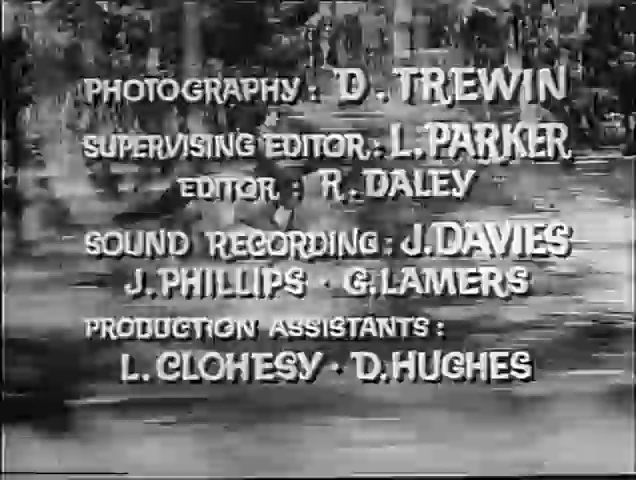 PHOTOGRAPHY: D. TREWIN
SUPERVISING EDITOR: L. PARKER
EDITOR: R. DALEY
SOUND RECORDING: J. DAVIES
J. PHILLIPS · G. LAMERS
PRODUCTION ASSISTANTS:
L. CLOHESY · D. HUGHES